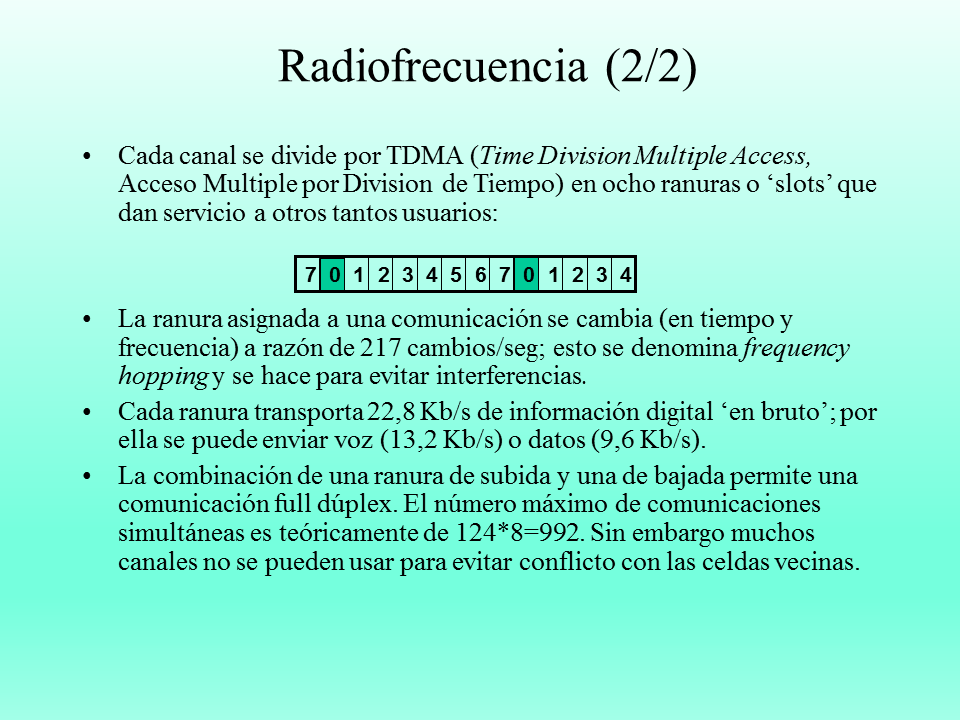 Radiofrecuencia (2/2)
• Cada canal se divide por TDMA (Time Division Multiple Access,
Acceso Multiple por Division de Tiempo) en ocho ranuras o ‘slots’ que
dan servicio a otros tantos usuarios:
7 0 1 2 3 4 5 6 7 0 1 2 3 4
• La ranura asignada a una comunicación se cambia (en tiempo y
frecuencia) a razón de 217 cambios/seg; esto se denomina frequency
hopping y se hace para evitar interferencias.
• Cada ranura transporta 22,8 Kb/s de información digital ‘en bruto’; por
ella se puede enviar voz (13,2 Kb/s) o datos (9,6 Kb/s).
• La combinación de una ranura de subida y una de bajada permite una
comunicación full dúplex. El número máximo de comunicaciones
simultáneas es teóricamente de 124*8=992. Sin embargo muchos
canales no se pueden usar para evitar conflicto con las celdas vecinas.